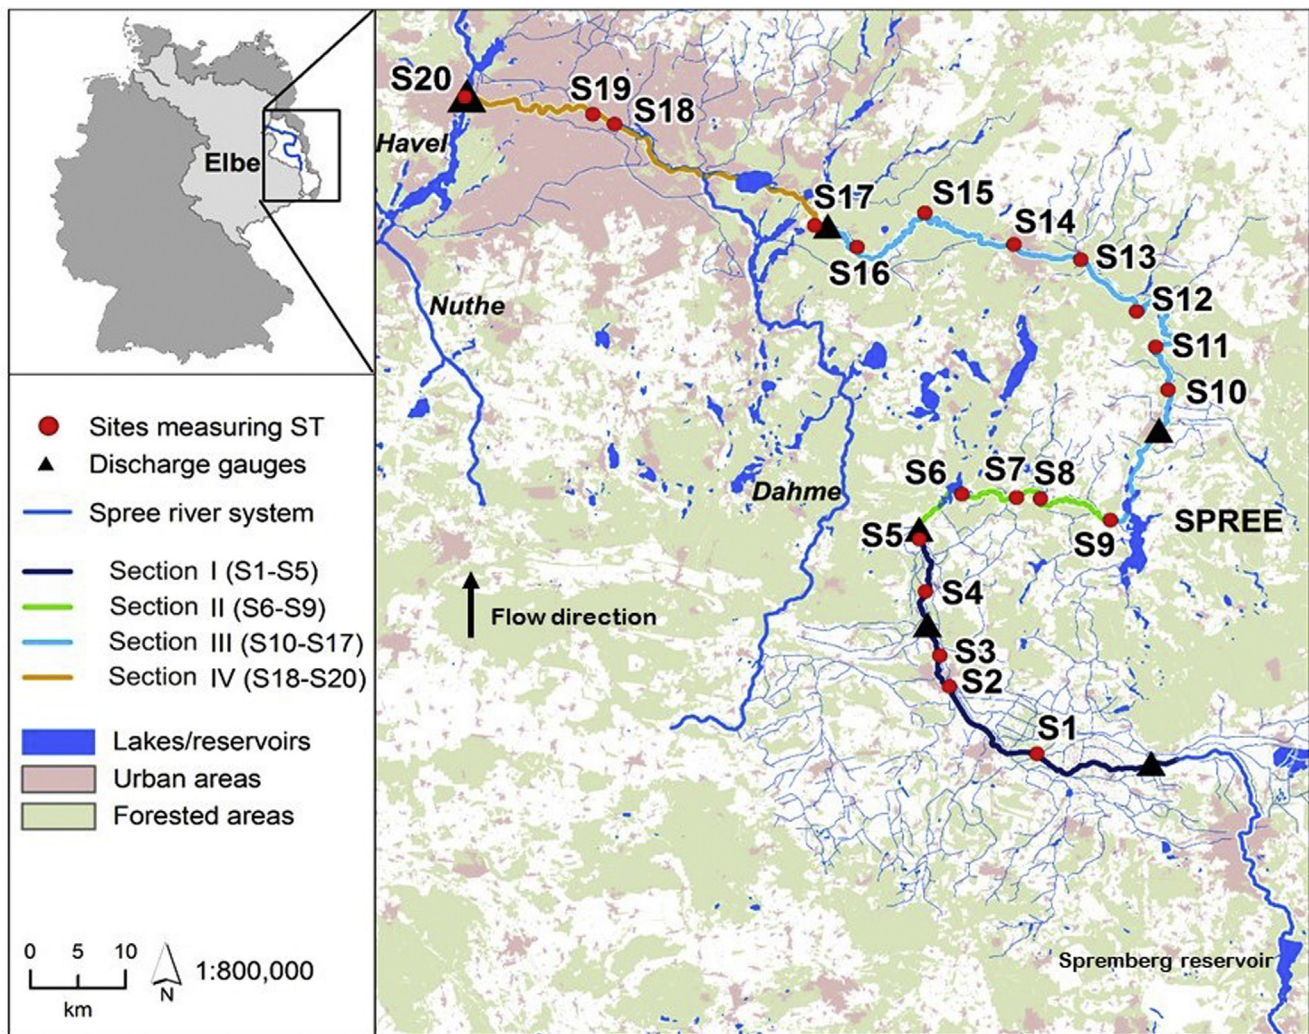 Elbe
Sites measuring ST
Discharge gauges
Spree river system
Section I (S1-S5)
Section II (S6-S9)
Section III (S10-S17)
Section IV (S18-S20)
Lakes/reservoirs
Urban areas
Forested areas
0 5 10
km
N
1:800,000
S20
S19
S18
Havel
S17
S15
S14
S16
S13
Nuthe
S12
S11
S10
S6
S7
S8
Dahme
SPREE
S5
S9
S4
Flow direction
S3
S2
S1
Spremberg reservoir